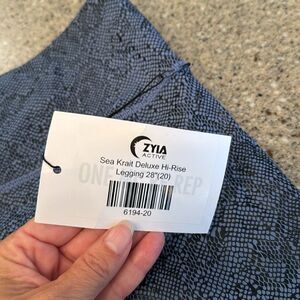 ZYIA
ACTIVE
Sea Krait Deluxe Hi-Rise
Legging 28"(20)
6194-20